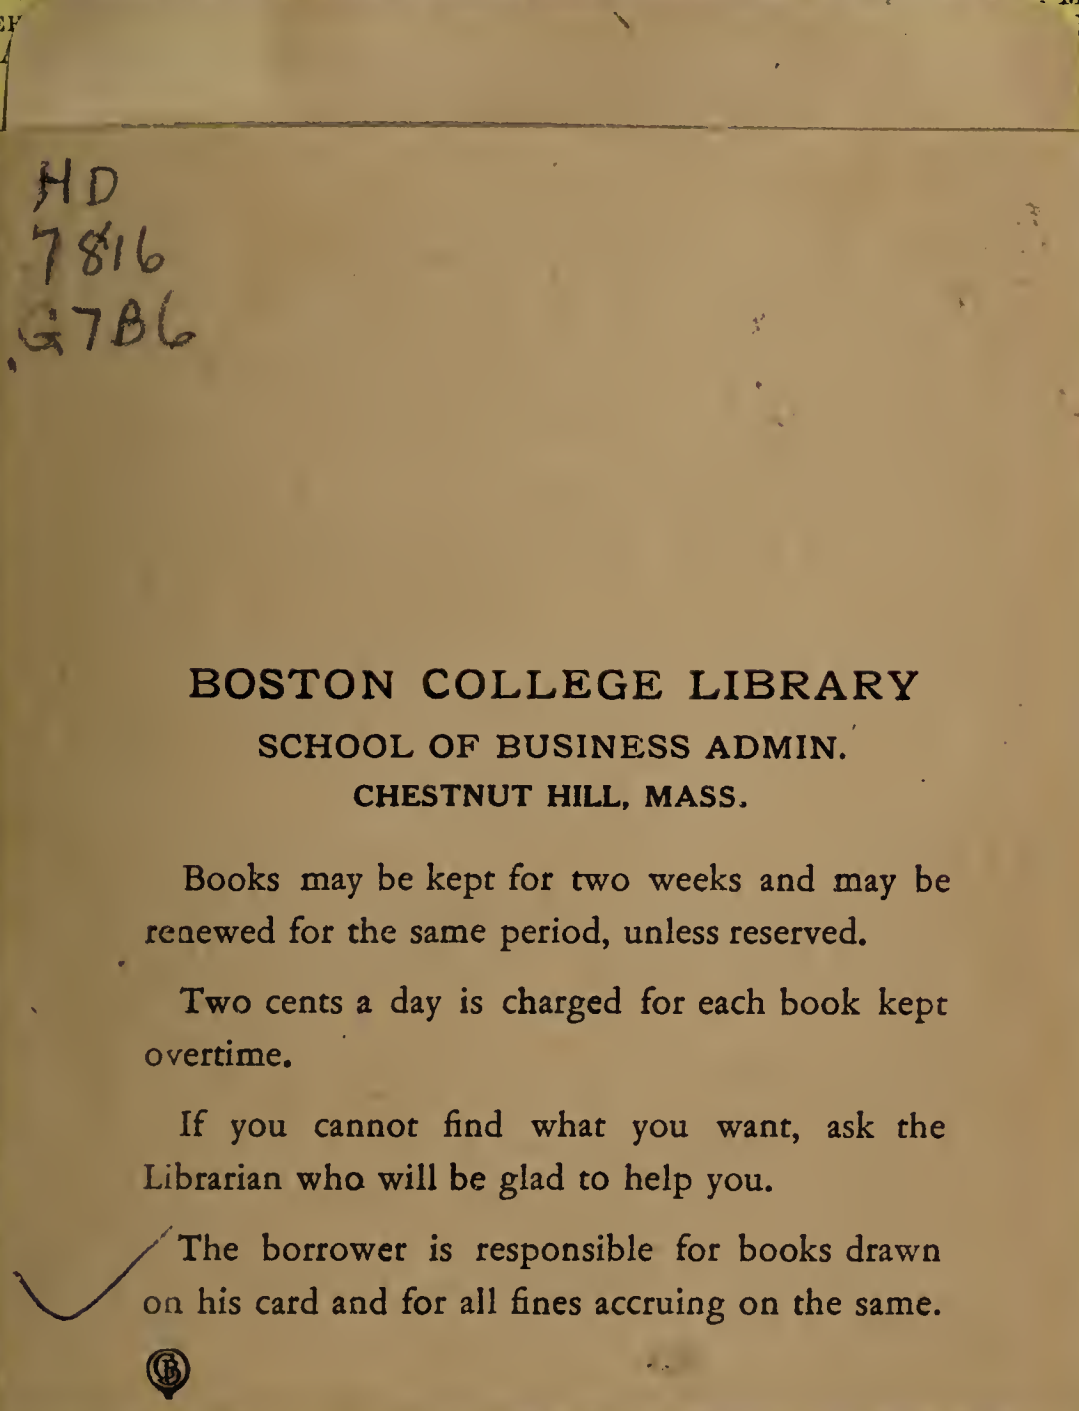 HD
7816
.G7B6
BOSTON COLLEGE LIBRARY
SCHOOL OF BUSINESS ADMIN.
CHESTNUT HILL, MASS.
Books may be kept for two weeks and may be
renewed for the same period, unless reserved.
Two cents a day is charged for each book kept
overtime.
If you cannot find what you want, ask the
Librarian who will be glad to help you.
The borrower is responsible for books drawn
on his card and for all fines accruing on the same.